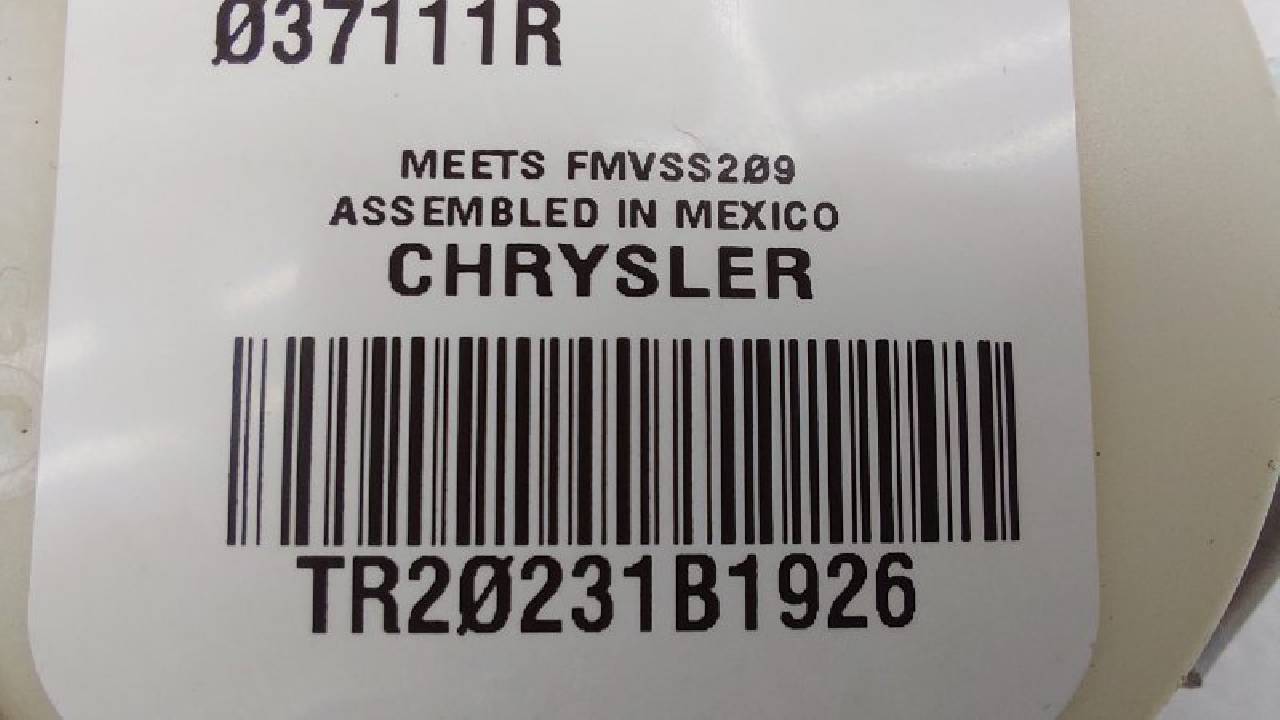 Ø37111R
MEETS FMVSS2Ø9
ASSEMBLED IN MEXICO
CHRYSLER
TR2Ø231B1926